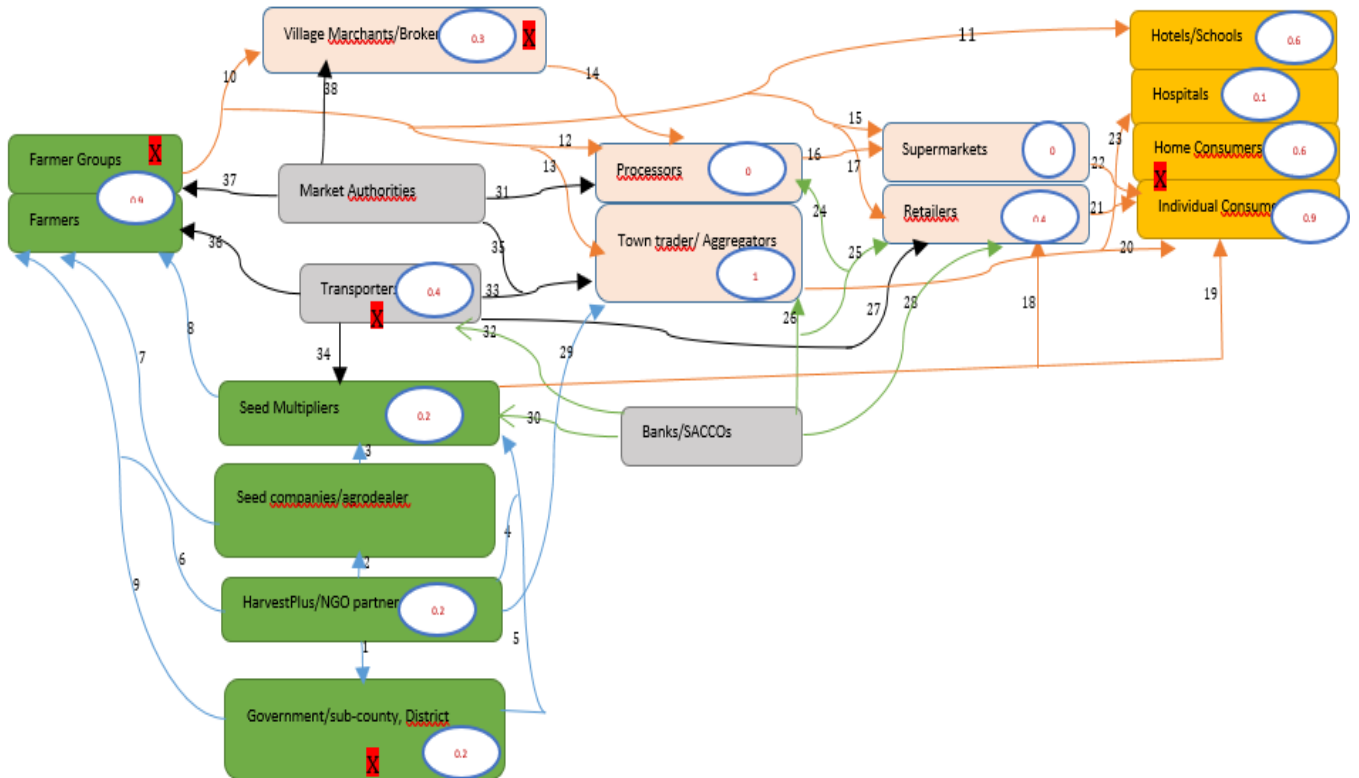 Village Marchants/Broker
0.3
X
11
Hotels/Schools
0.6
10
14
38
Hospitals
0.1
Farmer Groups
X
12
15
23
13
Processors
0
16
17
Supermarkets
0
22
Home Consumers
0.6
X
37
Market Authorities
31
0.9
Farmers
24
Retailers
0.4
21
Individual Consume
0.9
36
35
Town trader/ Aggregators
1
25
20
Transporter
0.4
X
33
32
26
27
28
18
19
34
29
8
7
Seed Multipliers
0.2
30
Banks/SACCOs
3
Seed companies/agrodealer
4
6
2
9
HarvestPlus/NGO partner
0.2
5
1
Government/sub-county, District
0.2
X